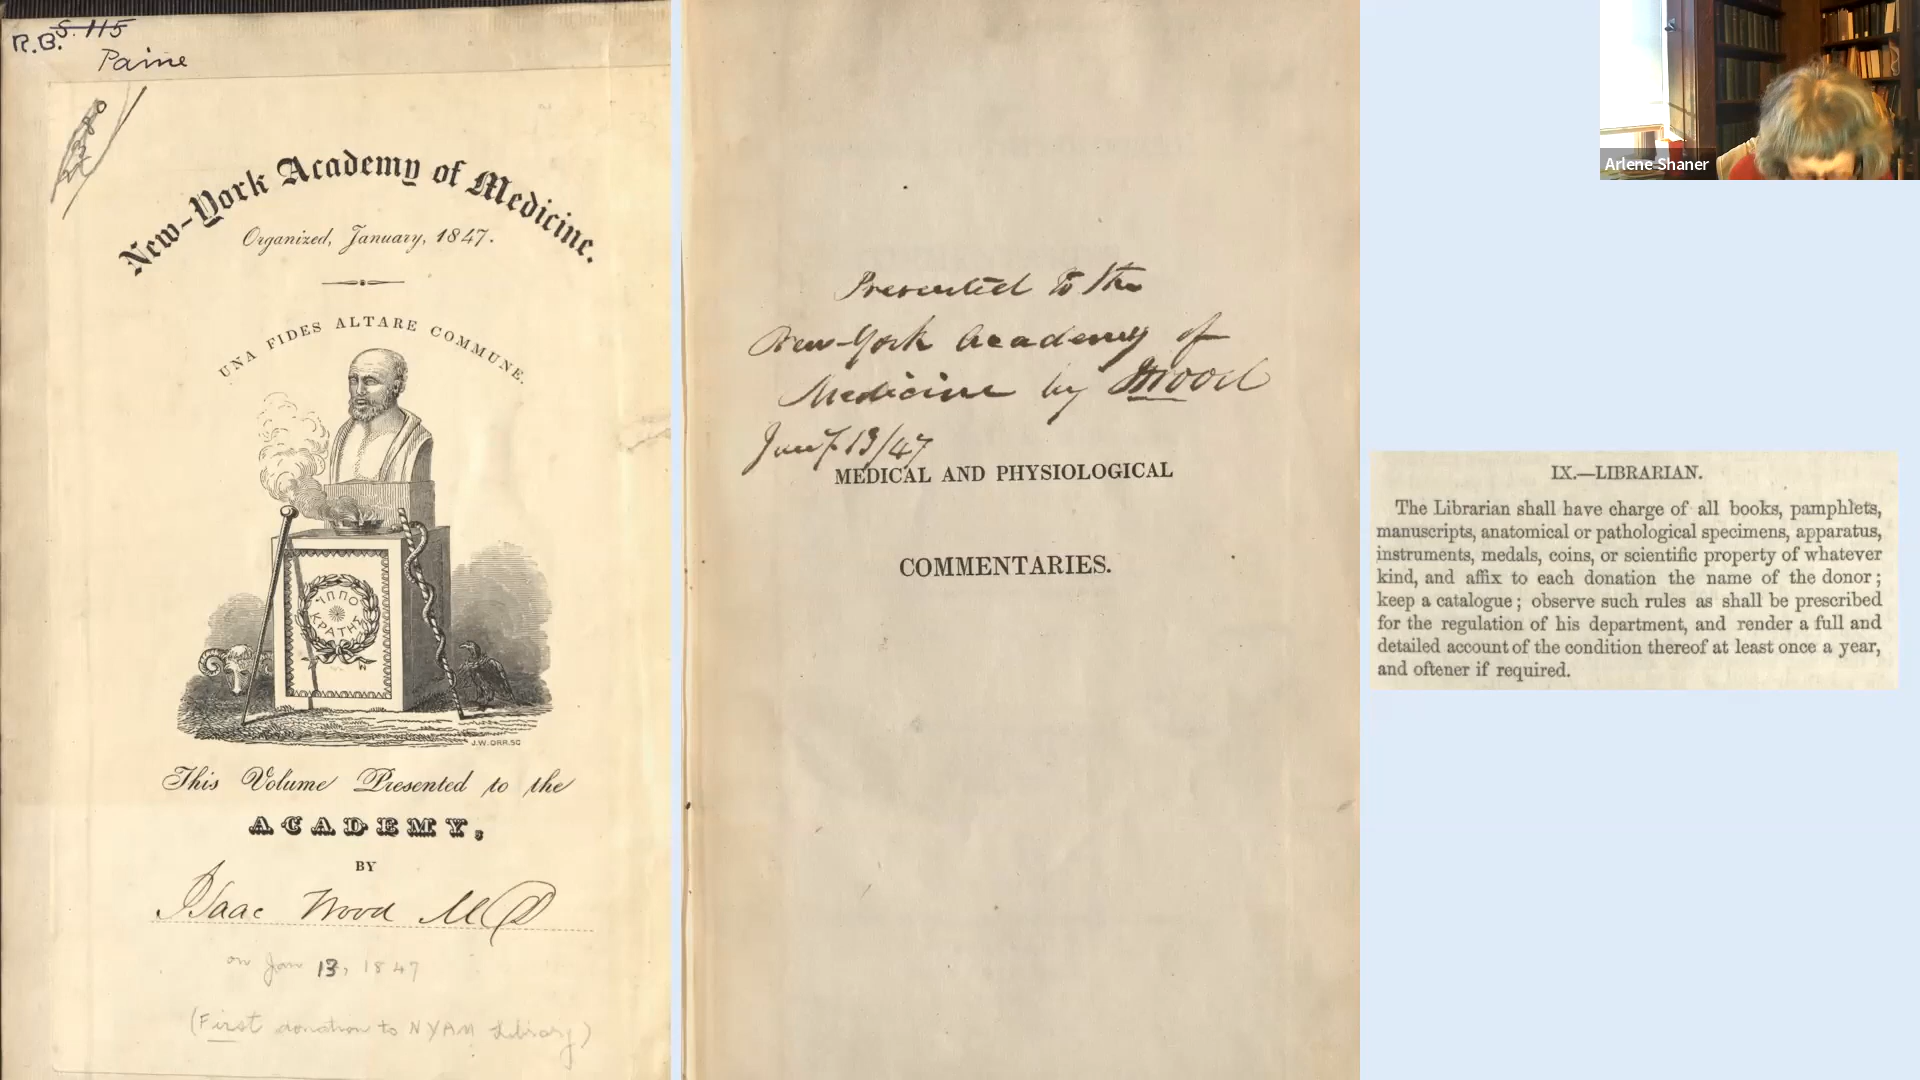 R.B. S. 115
Paine
New-York Academy of Medicine.
Organized, January, 1847.
UNA FIDES ALTARE COMMUNE.
ΙΠΠΟ
ΚΡΑΤΗΣ
J.W.ORR.SC
This Volume Presented to the
ACADEMY,
BY
Isaac Wood MD
on Jan 13, 1847
(First donation to NYAM Library)
Presented to the
New-York Academy of
Medicine by IWood
Jany 13/47
MEDICAL AND PHYSIOLOGICAL
COMMENTARIES.
Arlene Shaner
IX.—LIBRARIAN.
The Librarian shall have charge of all books, pamphlets,
manuscripts, anatomical or pathological specimens, apparatus,
instruments, medals, coins, or scientific property of whatever
kind, and affix to each donation the name of the donor;
keep a catalogue; observe such rules as shall be prescribed
for the regulation of his department, and render a full and
detailed account of the condition thereof at least once a year,
and oftener if required.